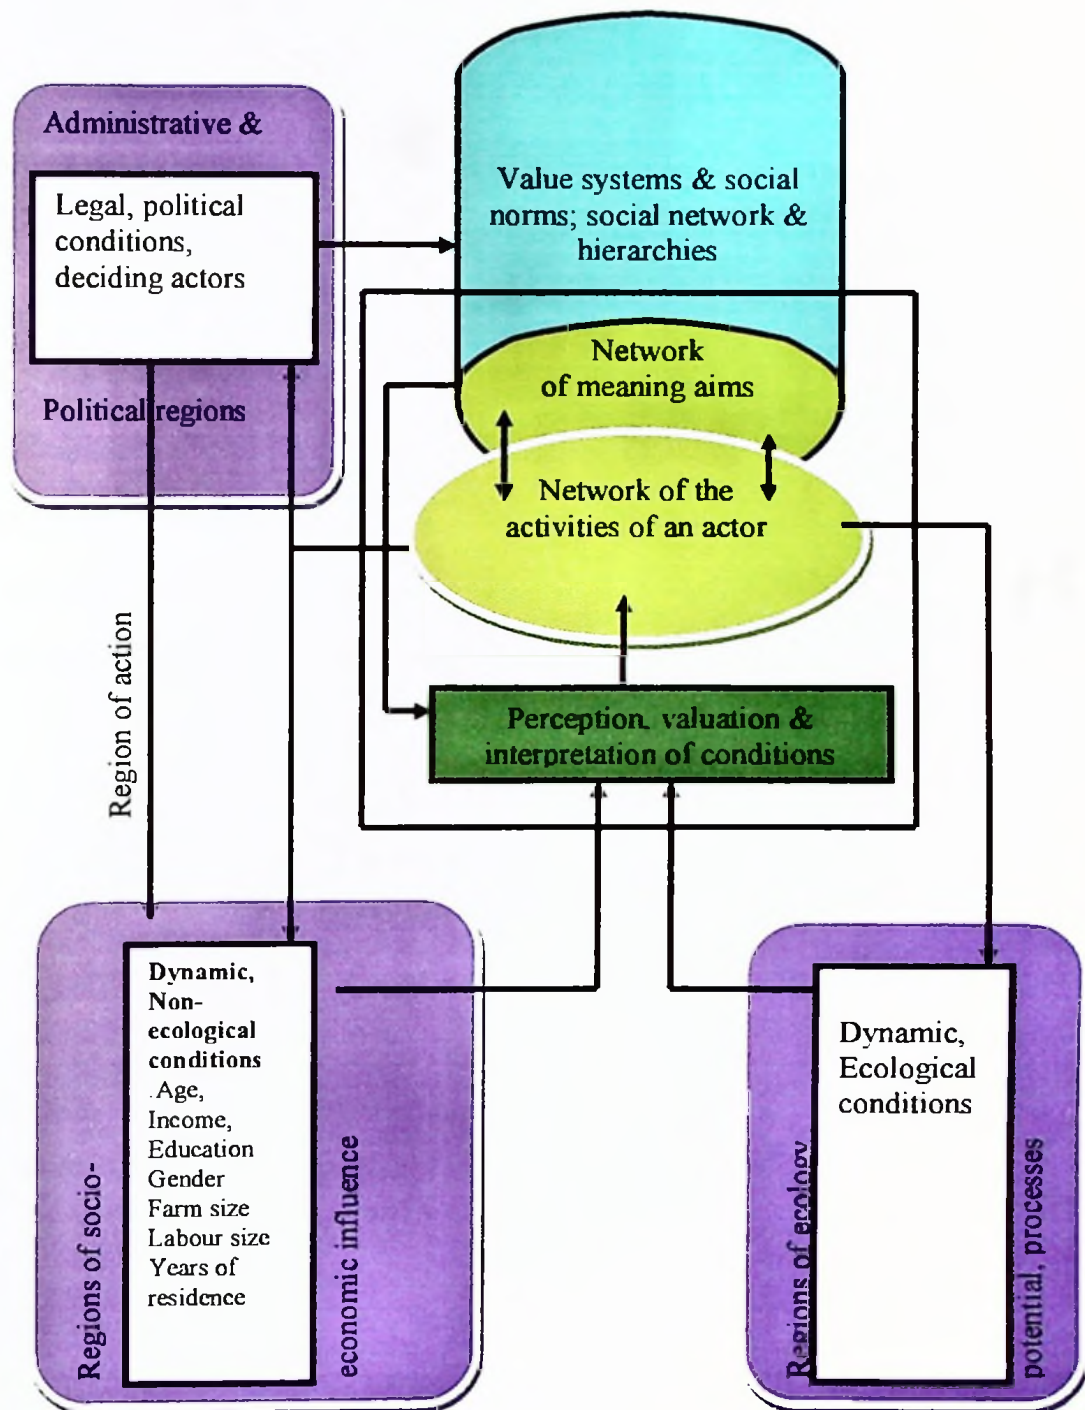 Administrative &
Legal, political
conditions,
deciding actors
Political regions
Value systems & social
norms; social network &
hierarchies
Network
of meaning aims
Network of the
activities of an actor
Region of action
Perception, valuation &
interpretation of conditions
Regions of socio-
economic influence
Dynamic,
Non-
ecological
conditions
Age,
Income,
Education
Gender
Farm size
Labour size
Years of
residence
Regions of ecology
potential, processes
Dynamic,
Ecological
conditions